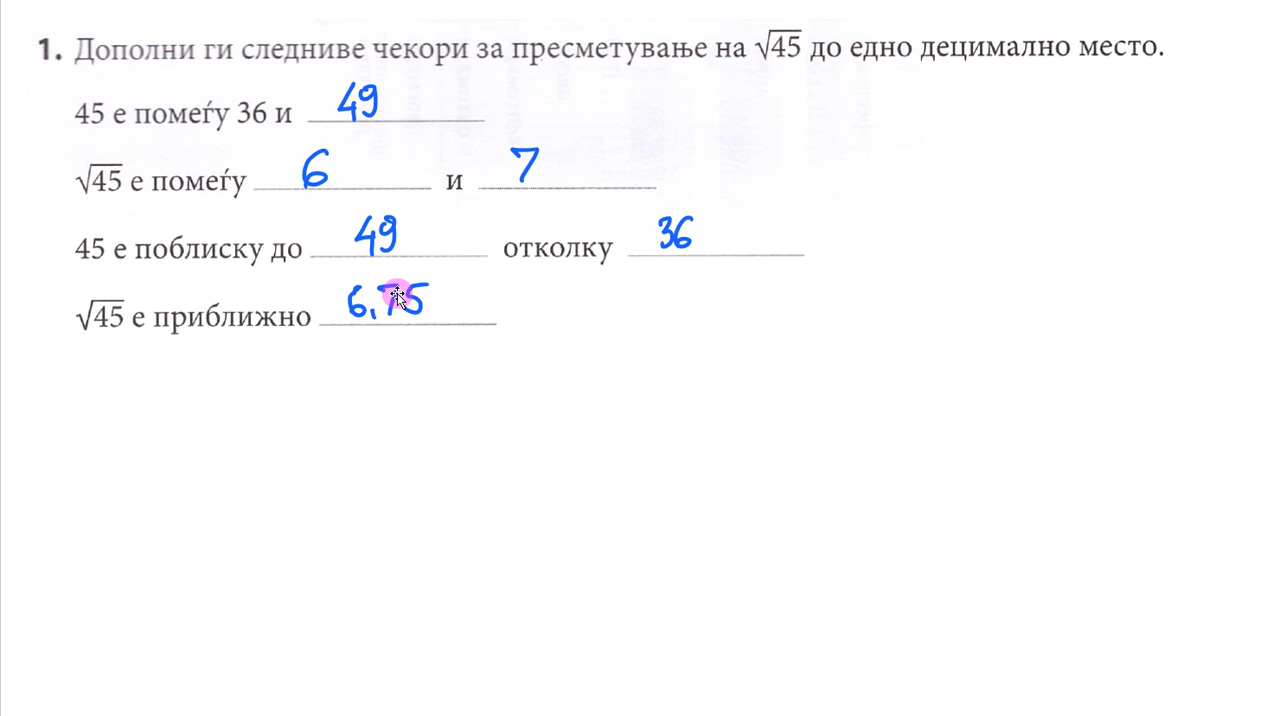 1. Дополни ги следниве чекори за пресметување на √45 до едно децимално место.
45 е помеѓу 36 и 49
√45 е помеѓу 6 и 7
45 е поблиску до 49 отколку 36
√45 е приближно 6,75